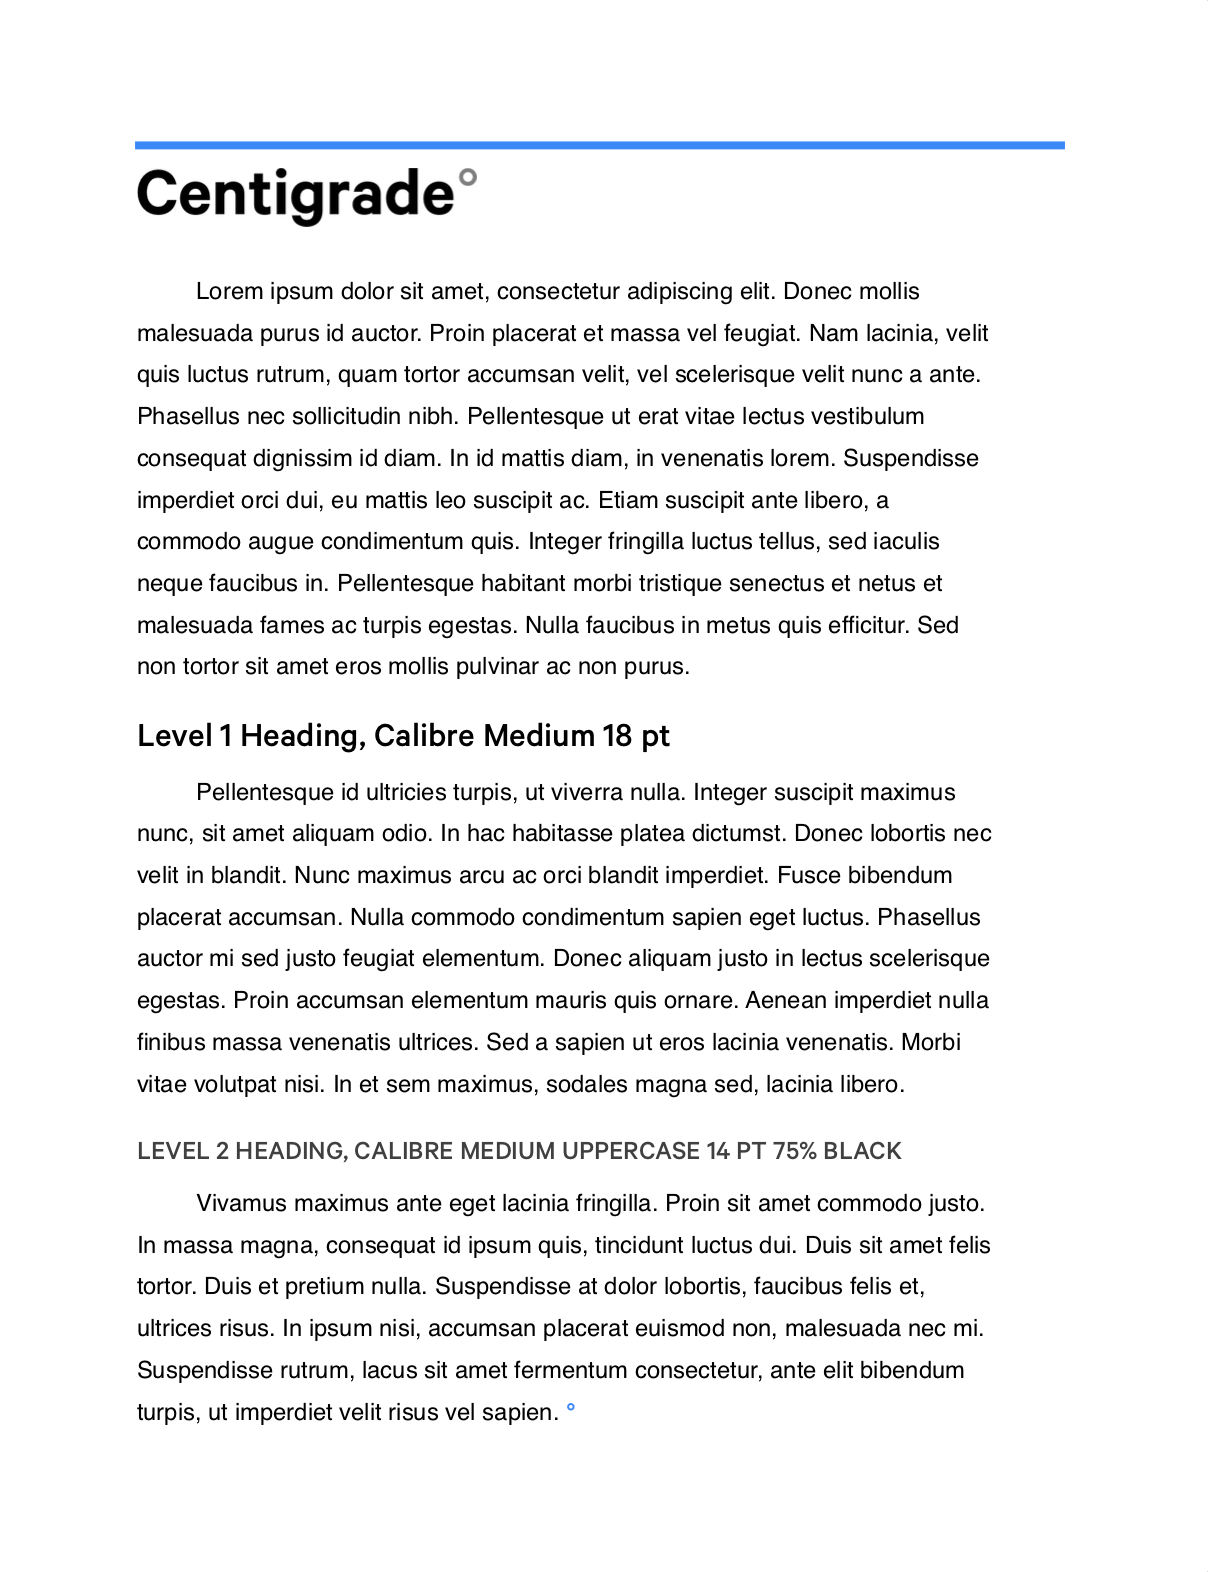 Centigrade°
Lorem ipsum dolor sit amet, consectetur adipiscing elit. Donec mollis
malesuada purus id auctor. Proin placerat et massa vel feugiat. Nam lacinia, velit
quis luctus rutrum, quam tortor accumsan velit, vel scelerisque velit nunc a ante.
Phasellus nec sollicitudin nibh. Pellentesque ut erat vitae lectus vestibulum
consequat dignissim id diam. In id mattis diam, in venenatis lorem. Suspendisse
imperdiet orci dui, eu mattis leo suscipit ac. Etiam suscipit ante libero, a
commodo augue condimentum quis. Integer fringilla luctus tellus, sed iaculis
neque faucibus in. Pellentesque habitant morbi tristique senectus et netus et
malesuada fames ac turpis egestas. Nulla faucibus in metus quis efficitur. Sed
non tortor sit amet eros mollis pulvinar ac non purus.
Level 1 Heading, Calibre Medium 18 pt
Pellentesque id ultricies turpis, ut viverra nulla. Integer suscipit maximus
nunc, sit amet aliquam odio. In hac habitasse platea dictumst. Donec lobortis nec
velit in blandit. Nunc maximus arcu ac orci blandit imperdiet. Fusce bibendum
placerat accumsan. Nulla commodo condimentum sapien eget luctus. Phasellus
auctor mi sed justo feugiat elementum. Donec aliquam justo in lectus scelerisque
egestas. Proin accumsan elementum mauris quis ornare. Aenean imperdiet nulla
finibus massa venenatis ultrices. Sed a sapien ut eros lacinia venenatis. Morbi
vitae volutpat nisi. In et sem maximus, sodales magna sed, lacinia libero.
LEVEL 2 HEADING, CALIBRE MEDIUM UPPERCASE 14 PT 75% BLACK
Vivamus maximus ante eget lacinia fringilla. Proin sit amet commodo justo.
In massa magna, consequat id ipsum quis, tincidunt luctus dui. Duis sit amet felis
tortor. Duis et pretium nulla. Suspendisse at dolor lobortis, faucibus felis et,
ultrices risus. In ipsum nisi, accumsan placerat euismod non, malesuada nec mi.
Suspendisse rutrum, lacus sit amet fermentum consectetur, ante elit bibendum
turpis, ut imperdiet velit risus vel sapien. °